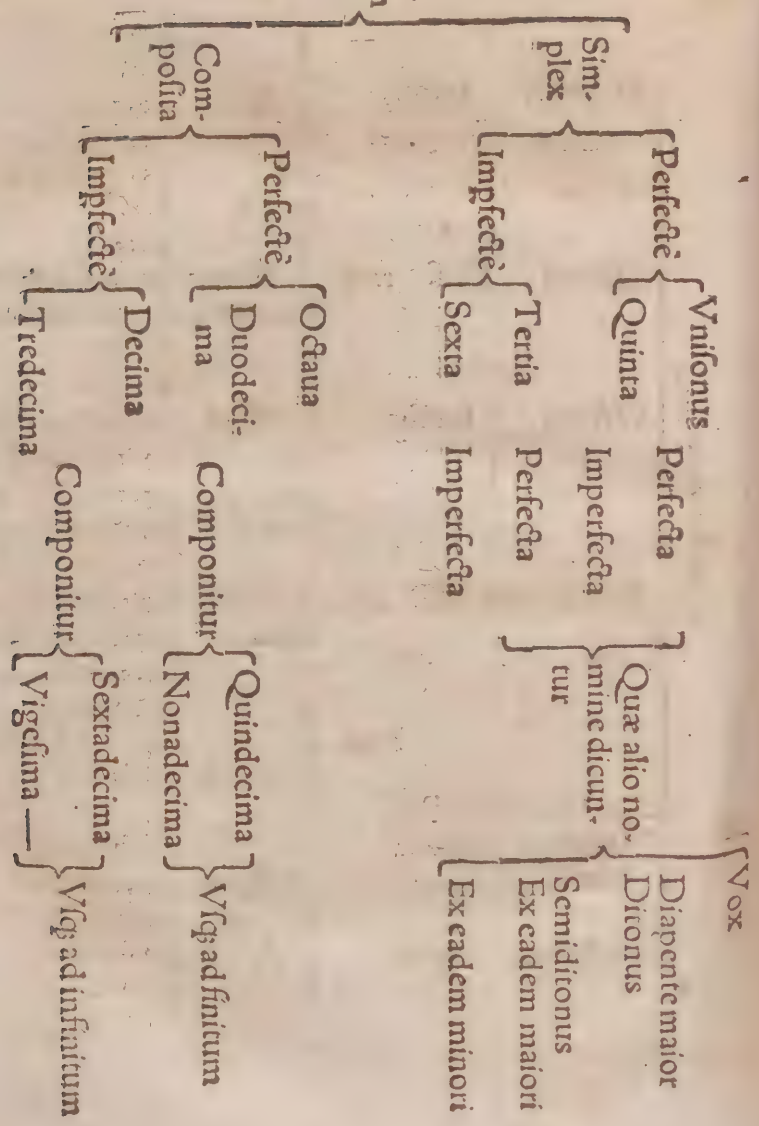 Sim-
plex
Perfectè
Vniſonus
Quinta
Impfectè
Tertia
Sexta
Perfecta
Imperfecta
Perfecta
Imperfecta
Quæ alio no-
mine dicun-
tur
Vox
Diapente maior
Ditonus
Semiditonus
Ex eadem maiori
Ex eadem minori
Com-
poſita
Perfectè
Octaua
Duodeci-
ma
Impfectè
Decima
Tredecima
Componitur
Quindecima
Nonadecima
Vſq; ad finitum
Componitur
Sextadecima
Vigeſima —
Vſq; ad infinitum